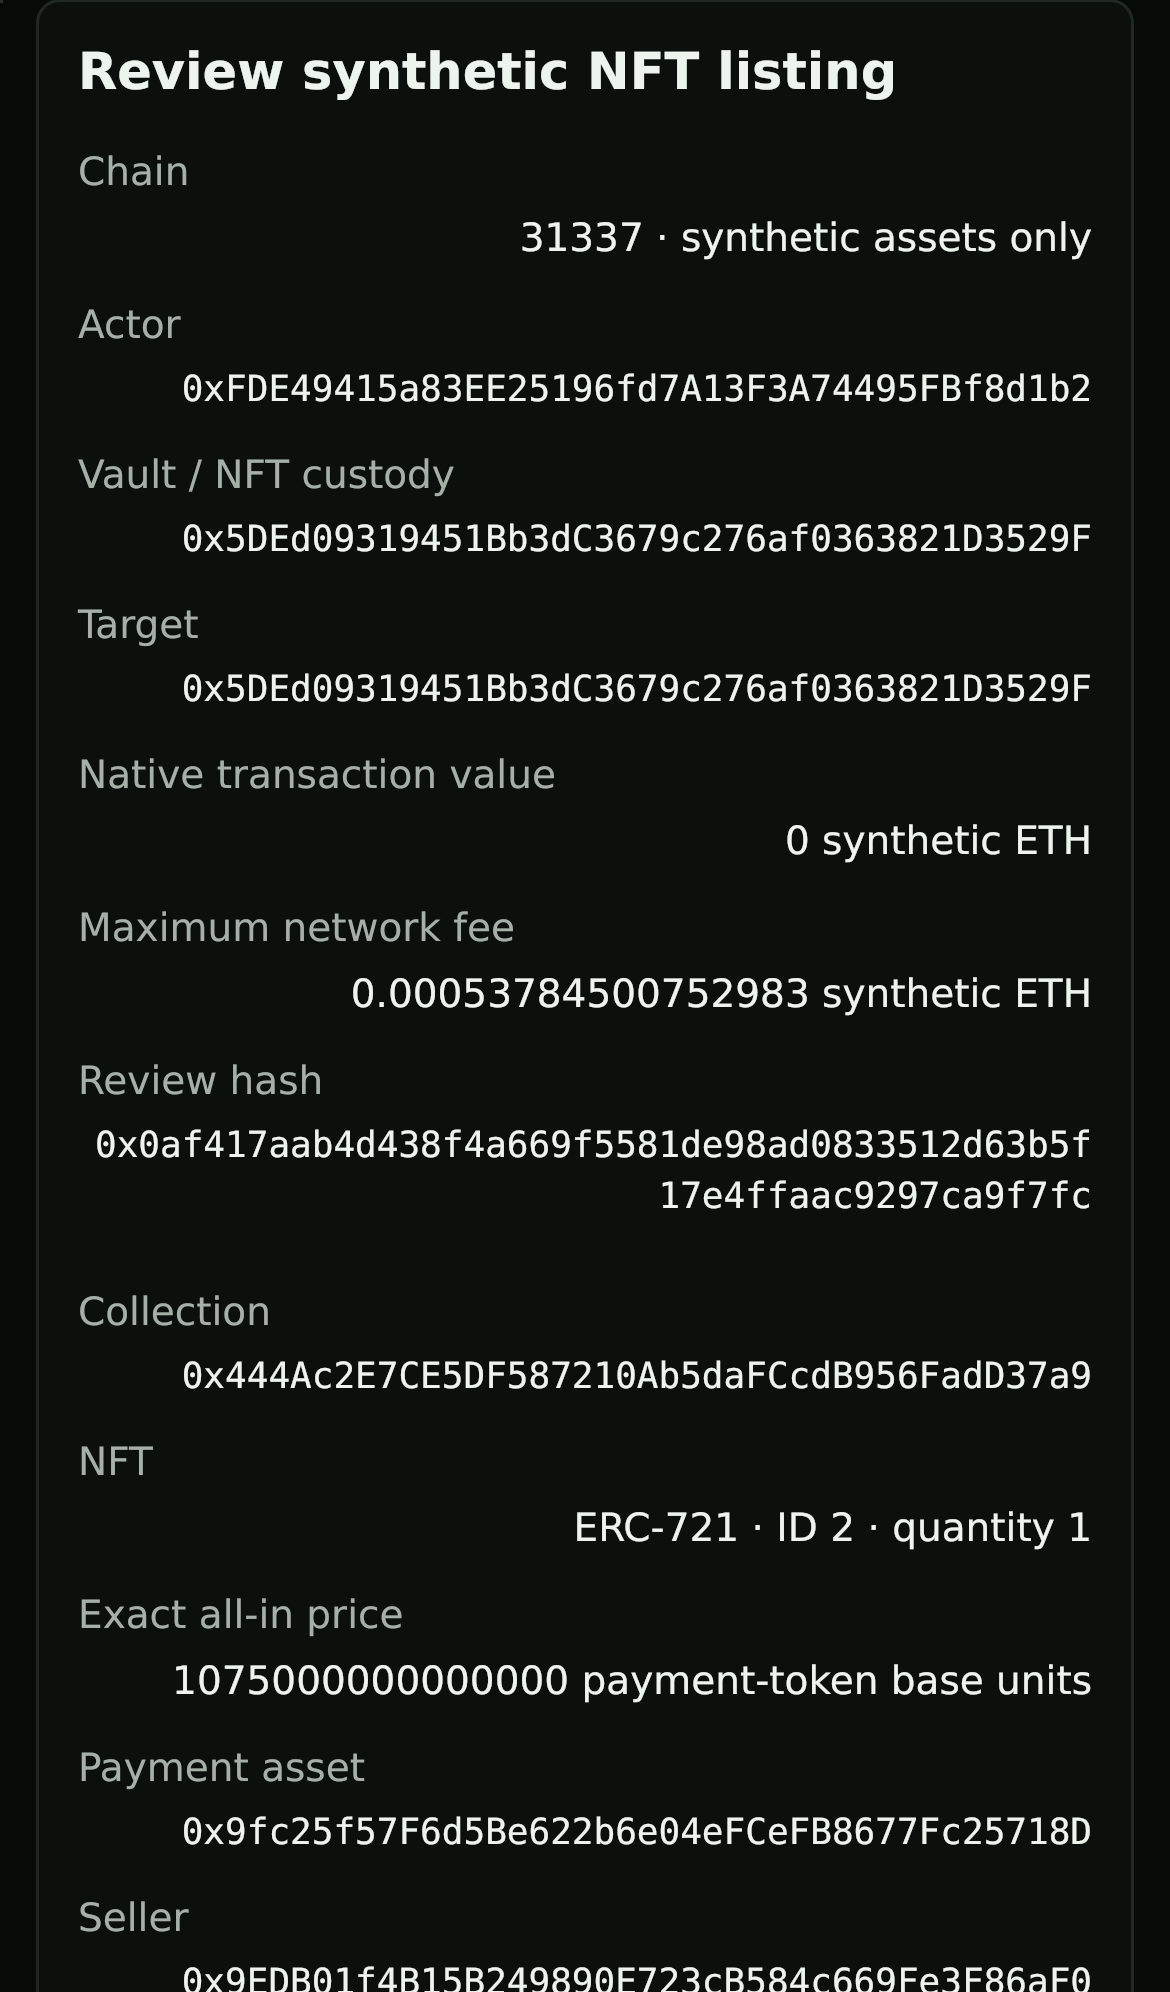 Review synthetic NFT listing
Chain
31337 · synthetic assets only
Actor
0xFDE49415a83EE25196fd7A13F3A74495FBf8d1b2
Vault / NFT custody
0x5DEd09319451Bb3dC3679c276af0363821D3529F
Target
0x5DEd09319451Bb3dC3679c276af0363821D3529F
Native transaction value
0 synthetic ETH
Maximum network fee
0.00053784500752983 synthetic ETH
Review hash
0x0af417aab4d438f4a669f5581de98ad0833512d63b5f
17e4ffaac9297ca9f7fc
Collection
0x444Ac2E7CE5DF587210Ab5daFCcdB956FadD37a9
NFT
ERC-721 · ID 2 · quantity 1
Exact all-in price
1075000000000000 payment-token base units
Payment asset
0x9fc25f57F6d5Be622b6e04eFCeFB8677Fc25718D
Seller
0x9EDB01f4B15B249890E723cB584c669Fe3F86aF0